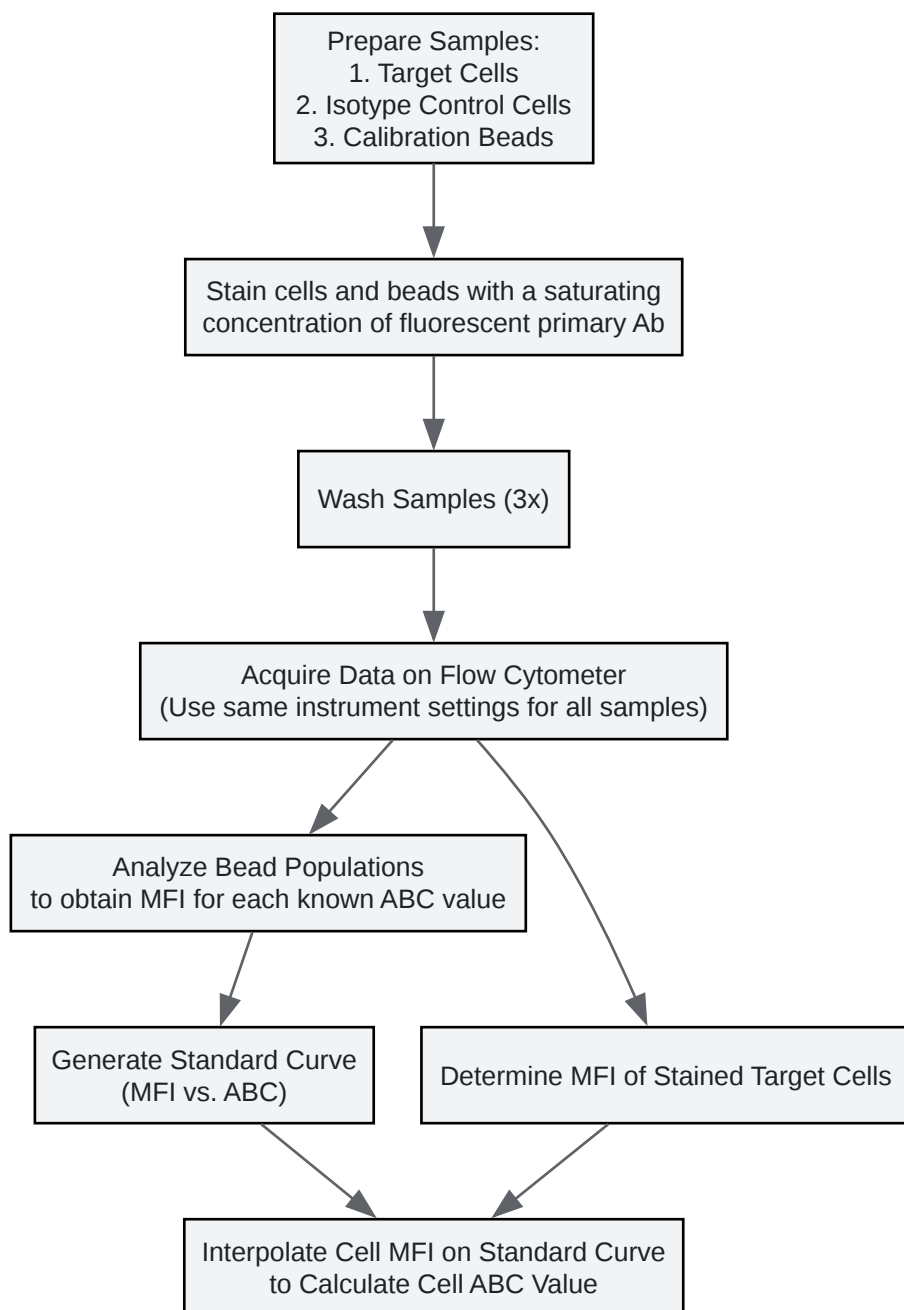 Prepare Samples:
1. Target Cells
2. Isotype Control Cells
3. Calibration Beads
Stain cells and beads with a saturating
concentration of fluorescent primary Ab
Wash Samples (3x)
Acquire Data on Flow Cytometer
(Use same instrument settings for all samples)
Analyze Bead Populations
to obtain MFI for each known ABC value
Generate Standard Curve
(MFI vs. ABC)
Determine MFI of Stained Target Cells
Interpolate Cell MFI on Standard Curve
to Calculate Cell ABC Value